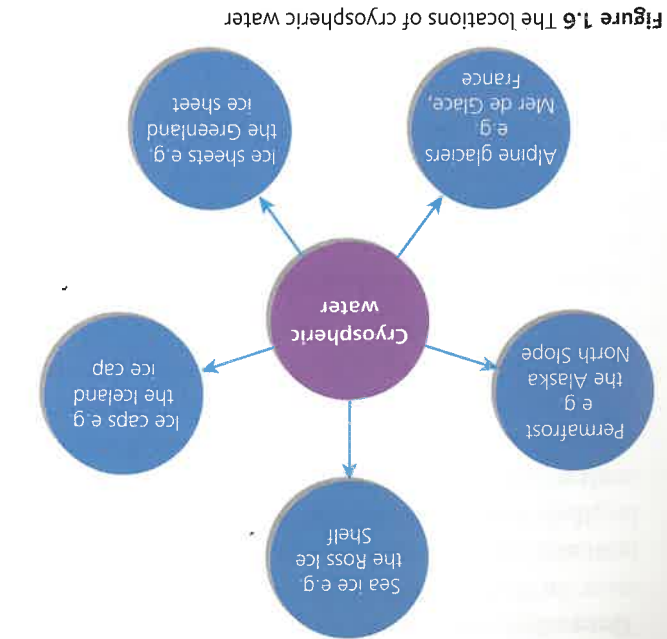 Sea ice e.g.
the Ross Ice
Shelf
Permafrost
e g
the Alaska
North Slope
Ice caps e.g.
the Iceland
ice cap
Cryospheric
water
Alpine glaciers
e.g
Mer de Glace,
France
Ice sheets e.g.
the Greenland
ice sheet
Figure 1.6 The locations of cryospheric water